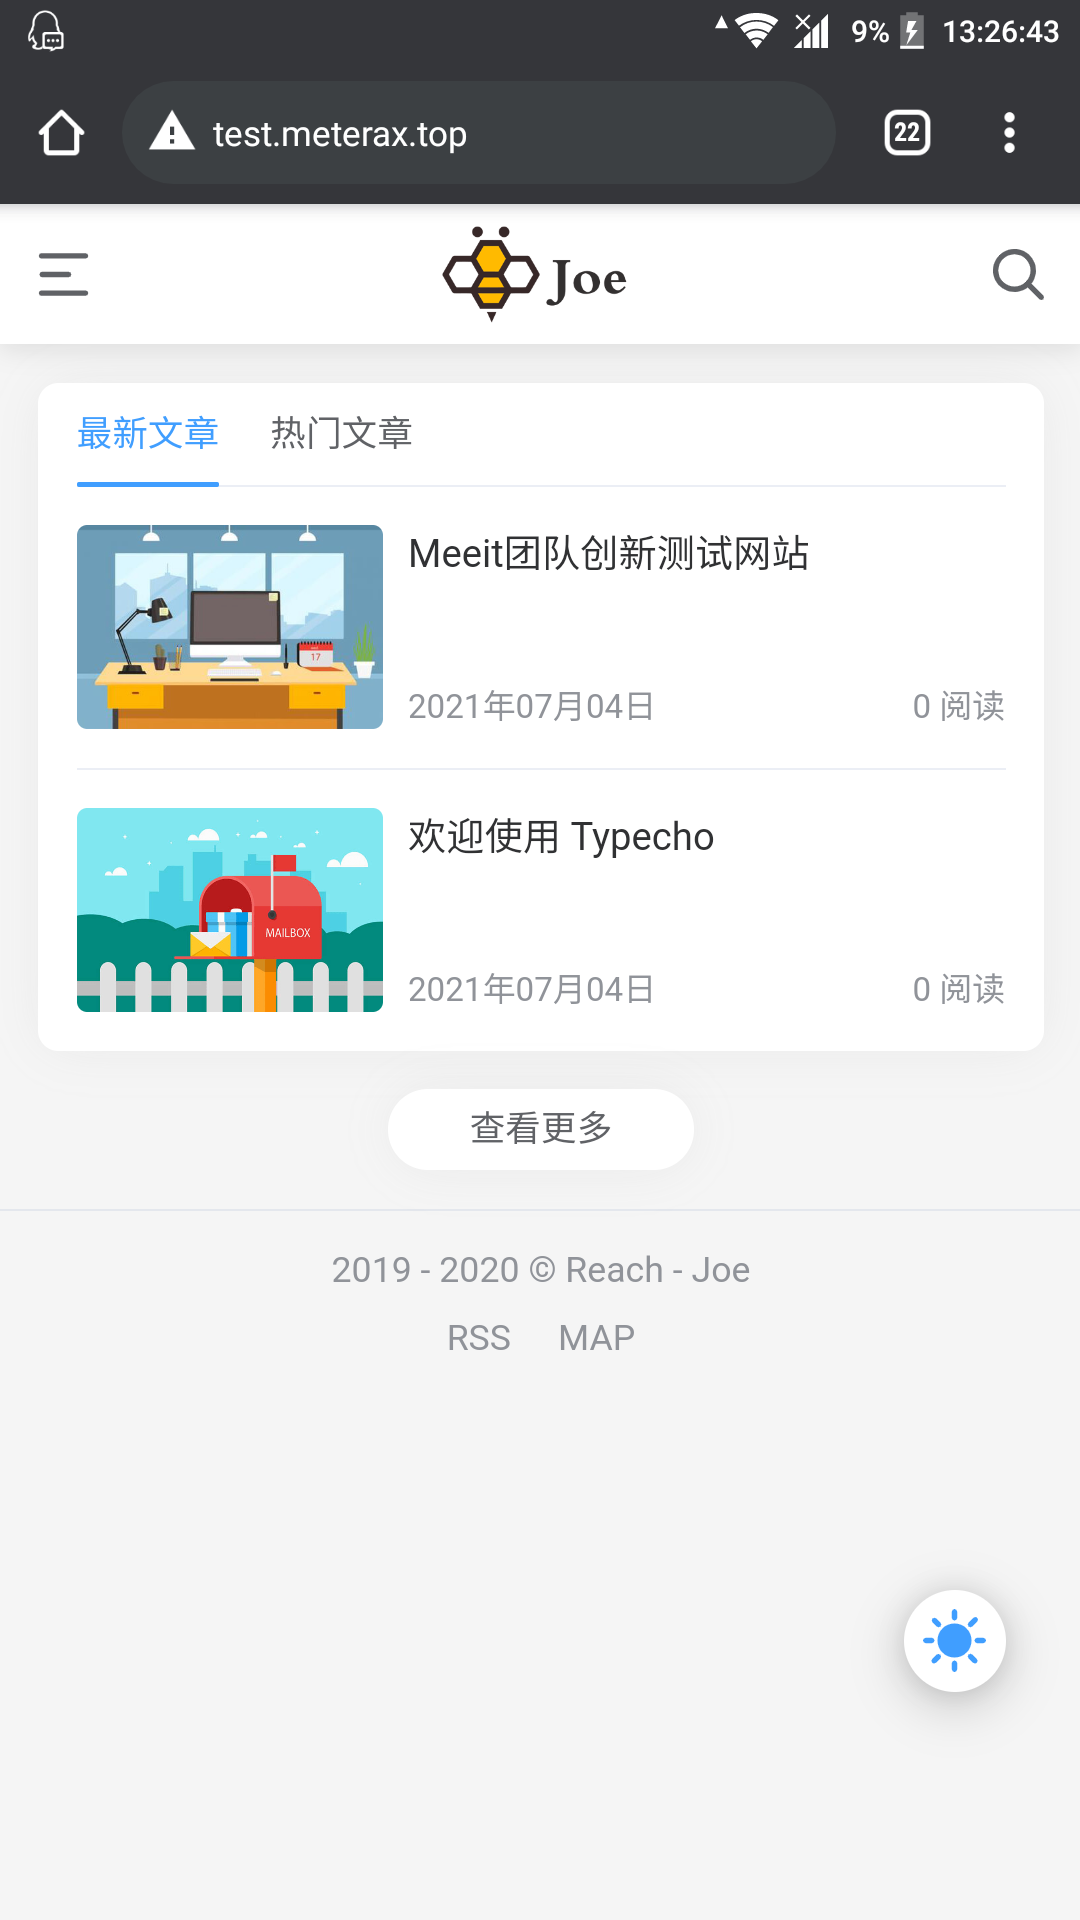 9% 13:26:43
test.meterax.top
22
Joe
最新文章 热门文章
Meeit团队创新测试网站
17
2021年07月04日 0 阅读
欢迎使用 Typecho
MAILBOX
2021年07月04日 0 阅读
查看更多
2019 - 2020 © Reach - Joe
RSS MAP